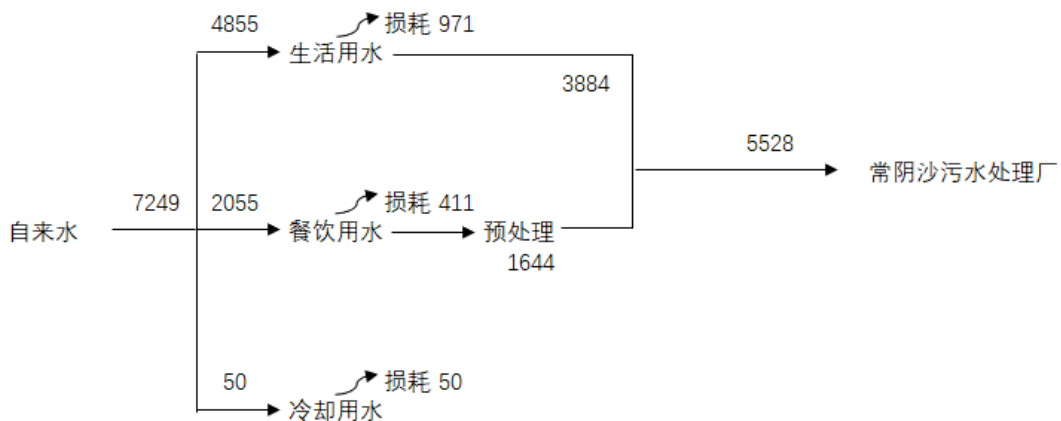 4855
损耗 971
生活用水
3884
5528
常阴沙污水处理厂
自来水
7249
2055
损耗 411
餐饮用水
预处理
1644
50
损耗 50
冷却用水